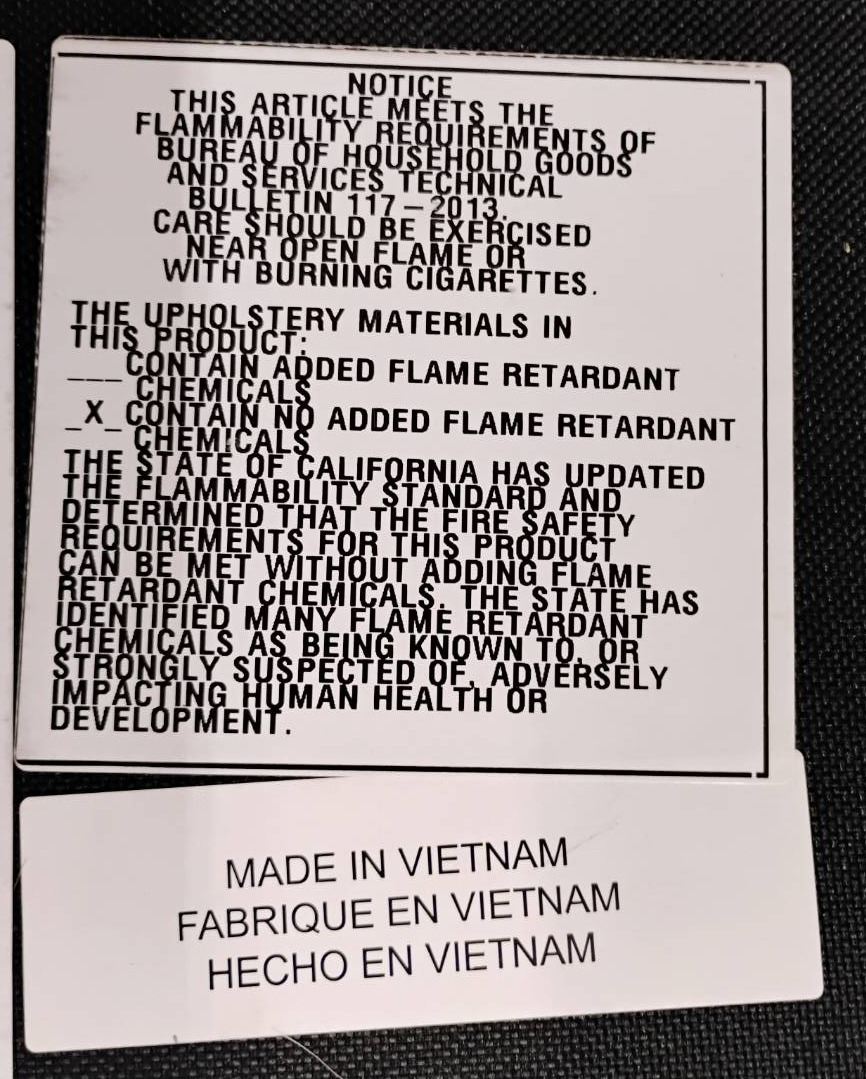 NOTICE
THIS ARTICLE MEETS THE
FLAMMABILITY REQUIREMENTS OF
BUREAU OF HOUSEHOLD GOODS
AND SERVICES TECHNICAL
BULLETIN 117-2013.
CARE SHOULD BE EXERCISED
NEAR OPEN FLAME OR
WITH BURNING CIGARETTES.
THE UPHOLSTERY MATERIALS IN
THIS PRODUCT:
___CONTAIN ADDED FLAME RETARDANT
CHEMICALS
_X_CONTAIN NO ADDED FLAME RETARDANT
CHEMICALS
THE STATE OF CALIFORNIA HAS UPDATED
THE FLAMMABILITY STANDARD AND
DETERMINED THAT THE FIRE SAFETY
REQUIREMENTS FOR THIS PRODUCT
CAN BE MET WITHOUT ADDING FLAME
RETARDANT CHEMICALS. THE STATE HAS
IDENTIFIED MANY FLAME RETARDANT
CHEMICALS AS BEING KNOWN TO, OR
STRONGLY SUSPECTED OF, ADVERSELY
IMPACTING HUMAN HEALTH OR
DEVELOPMENT.
MADE IN VIETNAM
FABRIQUE EN VIETNAM
HECHO EN VIETNAM